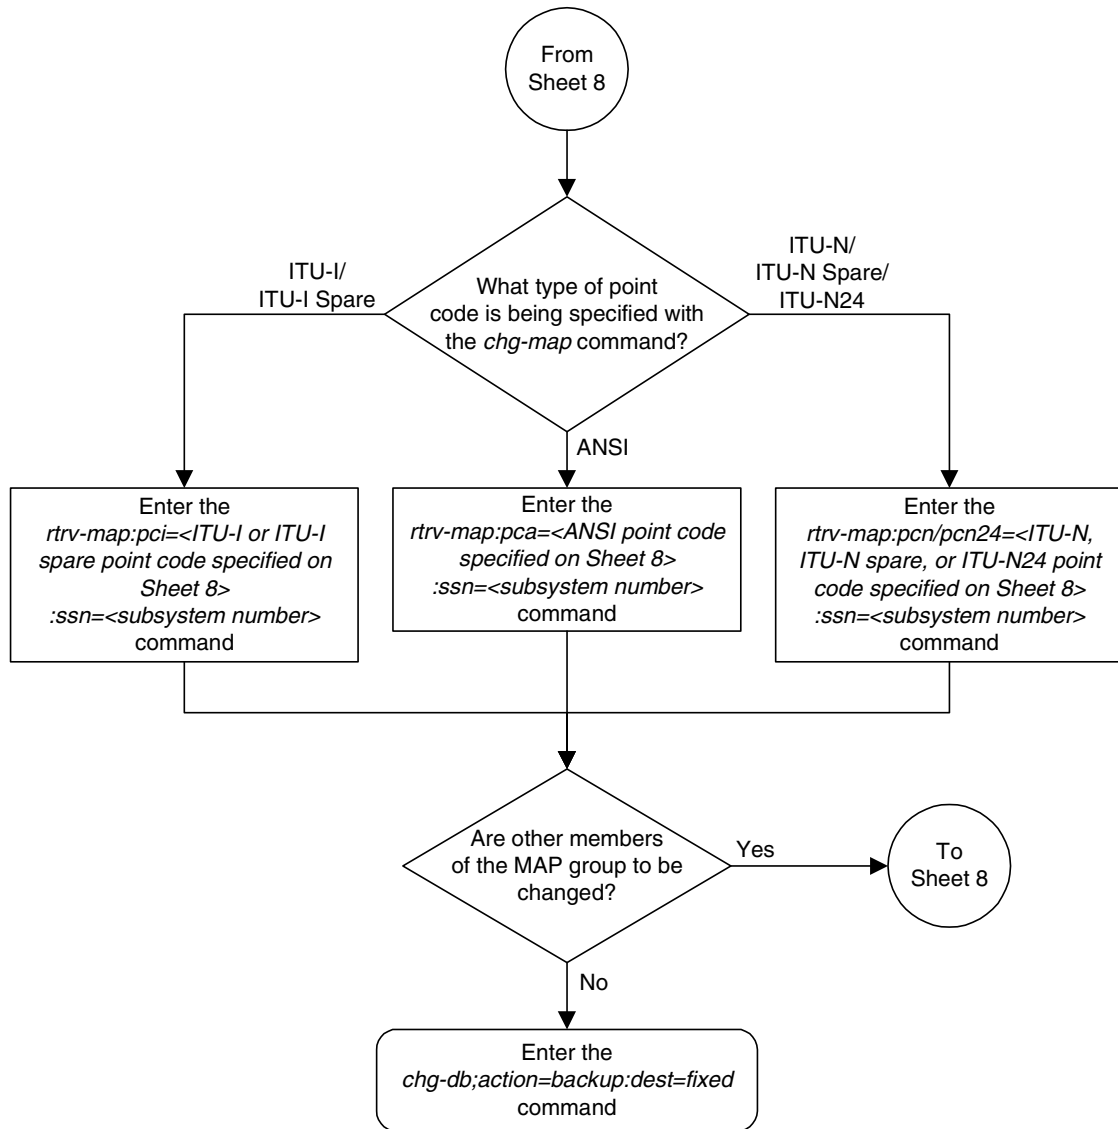 From
Sheet 8
What type of point
code is being specified with
the chg-map command?
ITU-I/
ITU-I Spare
ITU-N/
ITU-N Spare/
ITU-N24
ANSI
Enter the
rtrv-map:pci=<ITU-I or ITU-I
spare point code specified on
Sheet 8>
:ssn=<subsystem number>
command
Enter the
rtrv-map:pca=<ANSI point code
specified on Sheet 8>
:ssn=<subsystem number>
command
Enter the
rtrv-map:pcn/pcn24=<ITU-N,
ITU-N spare, or ITU-N24 point
code specified on Sheet 8>
:ssn=<subsystem number>
command
Are other members
of the MAP group to be
changed?
Yes
To
Sheet 8
No
Enter the
chg-db;action=backup:dest=fixed
command